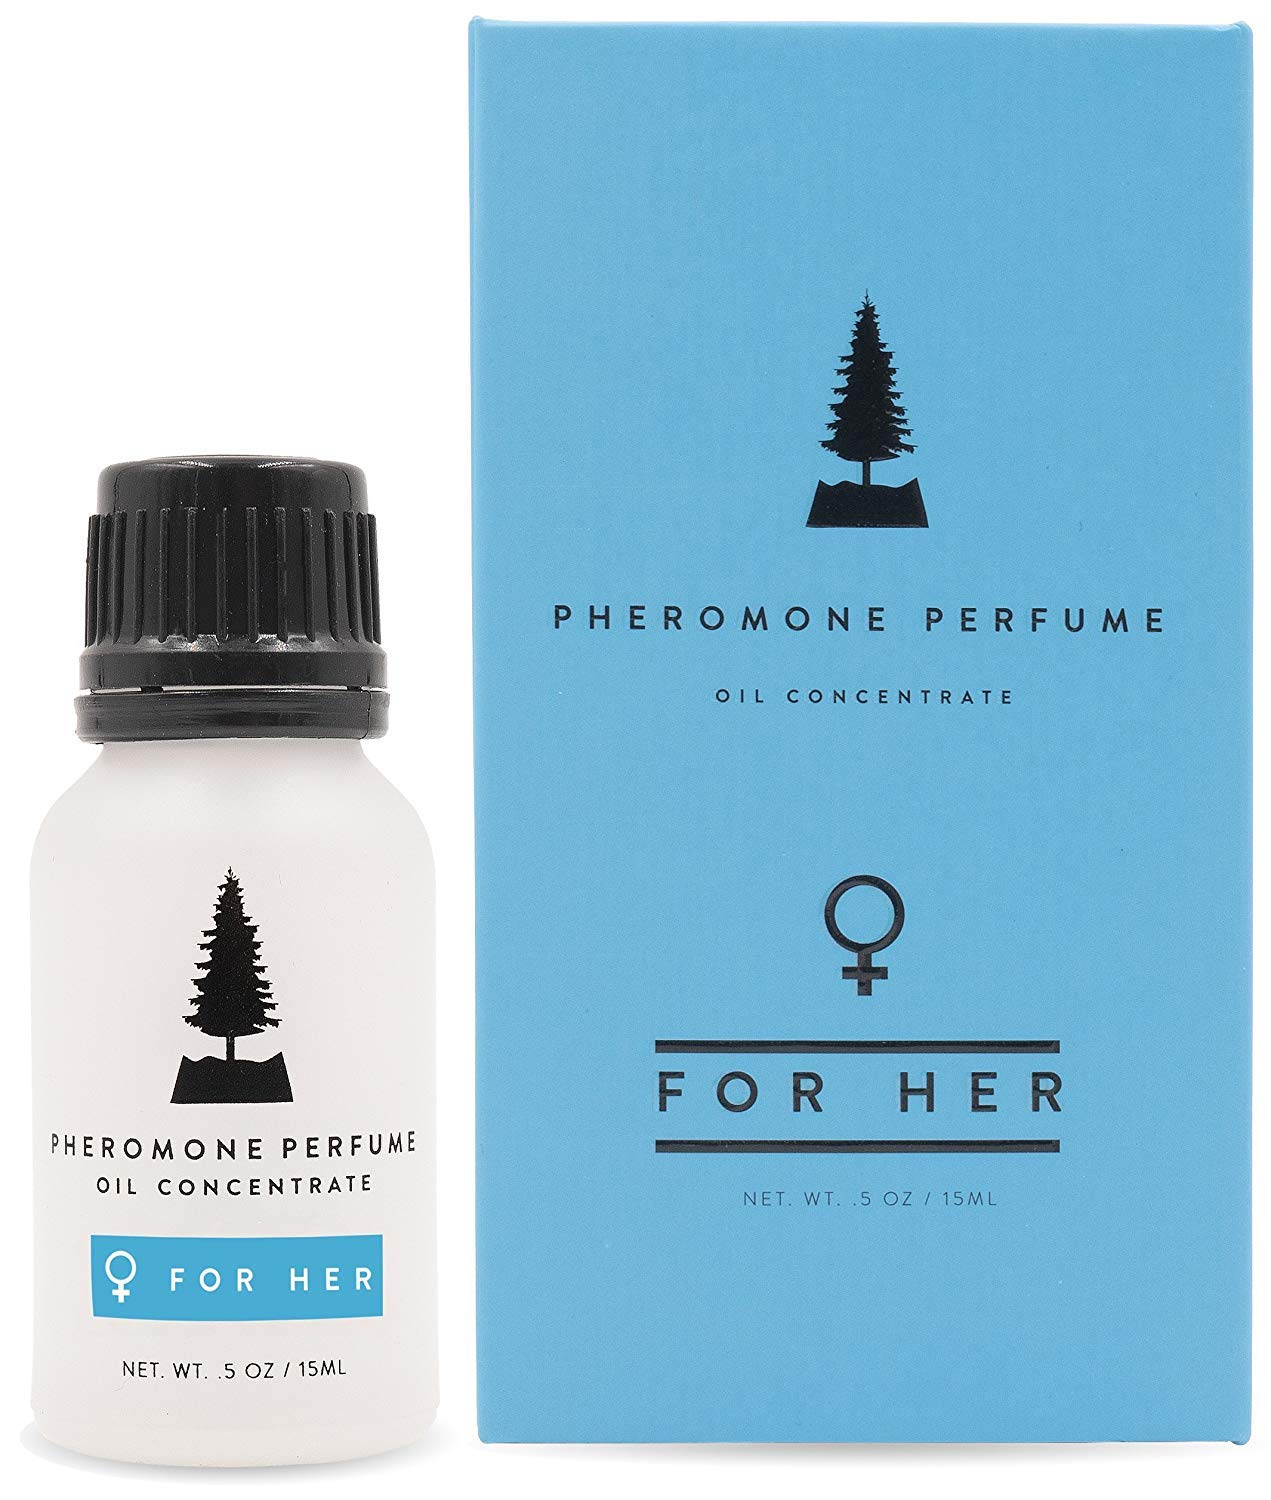 PHEROMONE PERFUME
OIL CONCENTRATE
FOR HER
NET. WT. .5 OZ / 15ML
PHEROMONE PERFUME
OIL CONCENTRATE
♀
FOR HER
NET. WT. .5 OZ / 15ML